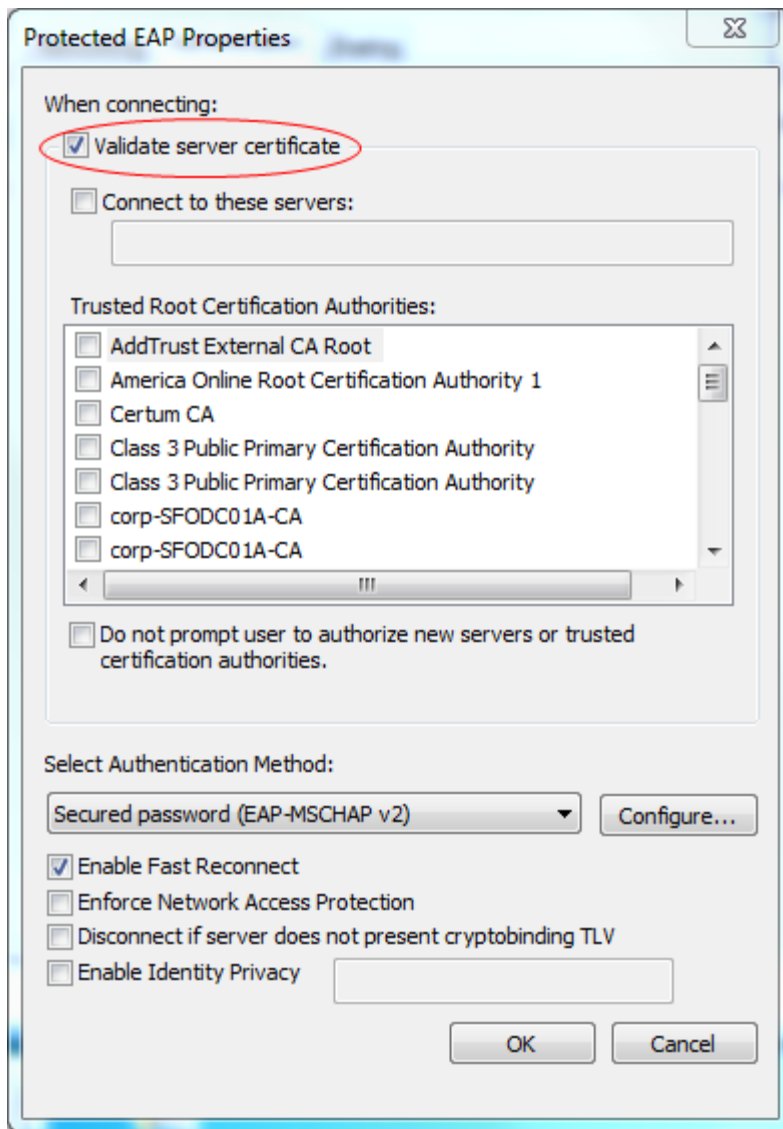 Protected EAP Properties
When connecting:
Validate server certificate
Connect to these servers:
Trusted Root Certification Authorities:
AddTrust External CA Root
America Online Root Certification Authority 1
Certum CA
Class 3 Public Primary Certification Authority
Class 3 Public Primary Certification Authority
corp-SFODC01A-CA
corp-SFODC01A-CA
Do not prompt user to authorize new servers or trusted
certification authorities.
Select Authentication Method:
Secured password (EAP-MSCHAP v2)
Configure...
Enable Fast Reconnect
Enforce Network Access Protection
Disconnect if server does not present cryptobinding TLV
Enable Identity Privacy
OK
Cancel